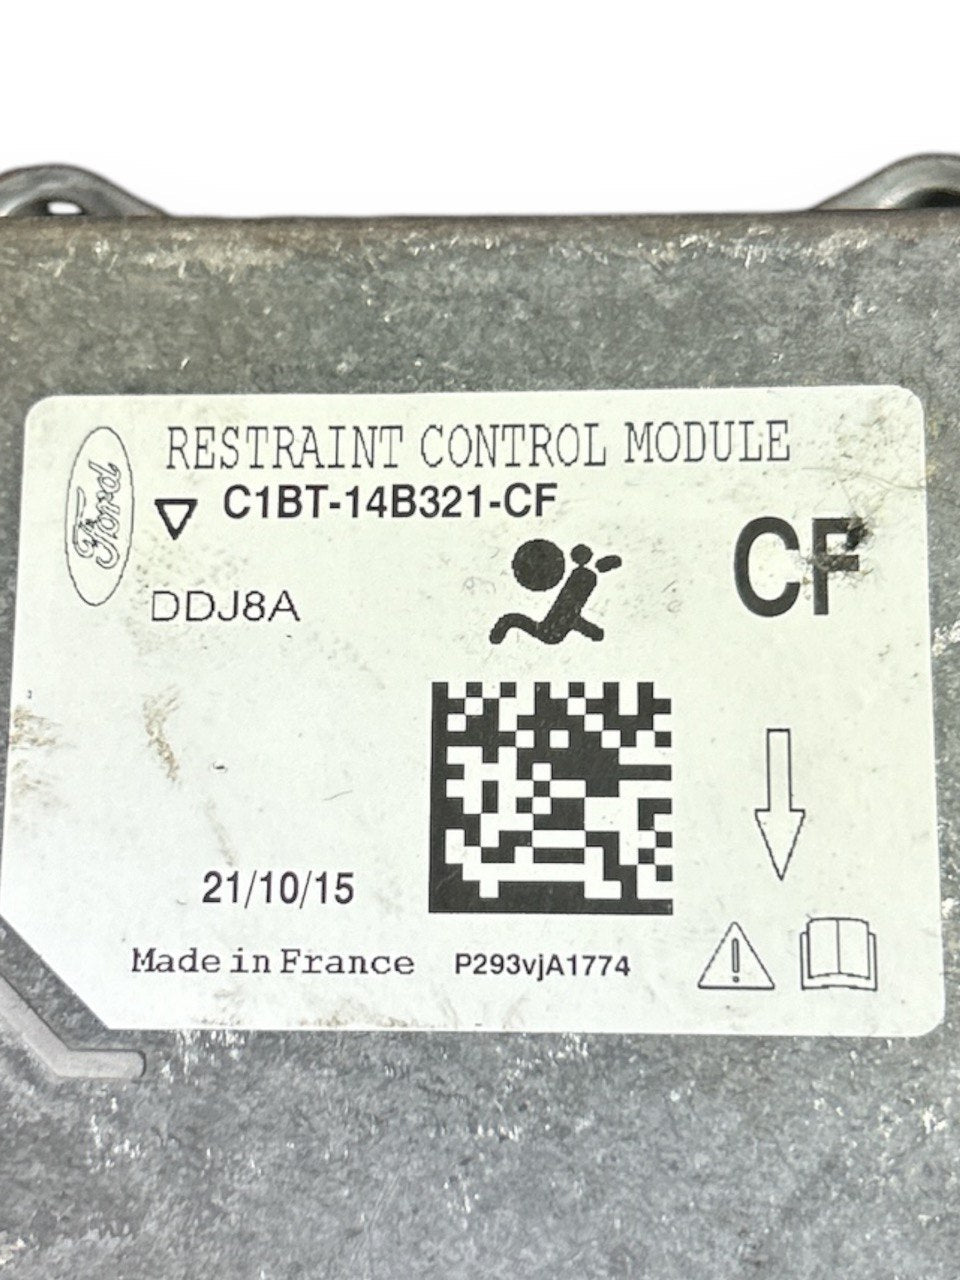 RESTRAINT CONTROL MODULE
Ford
C1BT-14B321-CF
CF
DDJ8A
21/10/15
Made in France P293vjA1774